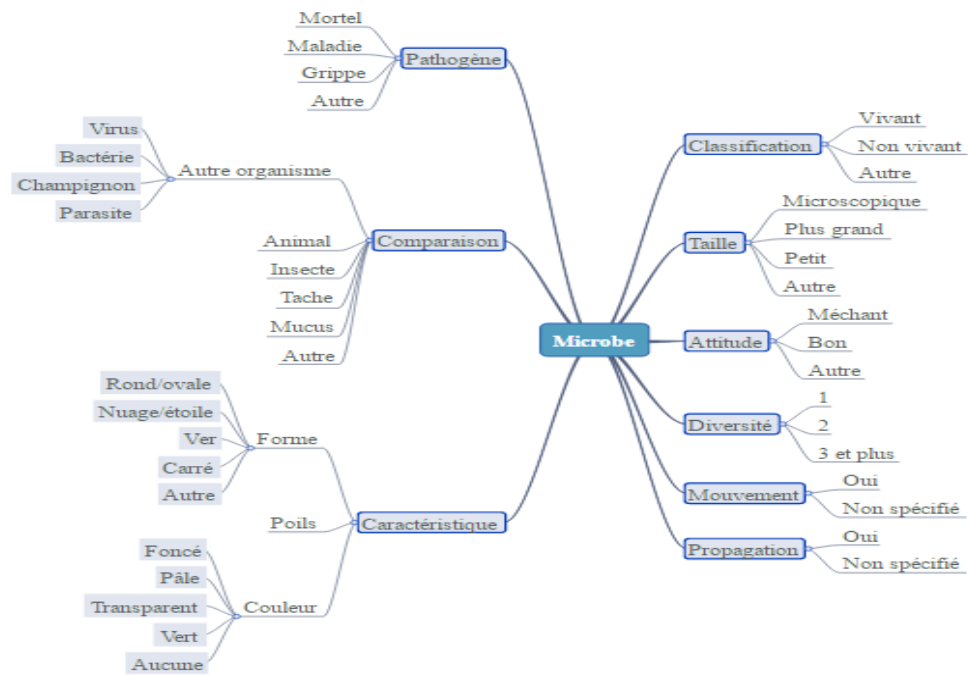 Microbe
Pathogène
Mortel
Maladie
Grippe
Autre
Comparaison
Autre organisme
Virus
Bactérie
Champignon
Parasite
Animal
Insecte
Tache
Mucus
Autre
Caractéristique
Forme
Rond/ovale
Nuage/étoile
Ver
Carré
Autre
Poils
Couleur
Foncé
Pâle
Transparent
Vert
Aucune
Classification
Vivant
Non vivant
Autre
Taille
Microscopique
Plus grand
Petit
Autre
Attitude
Méchant
Bon
Autre
Diversité
1
2
3 et plus
Mouvement
Oui
Non spécifié
Propagation
Oui
Non spécifié